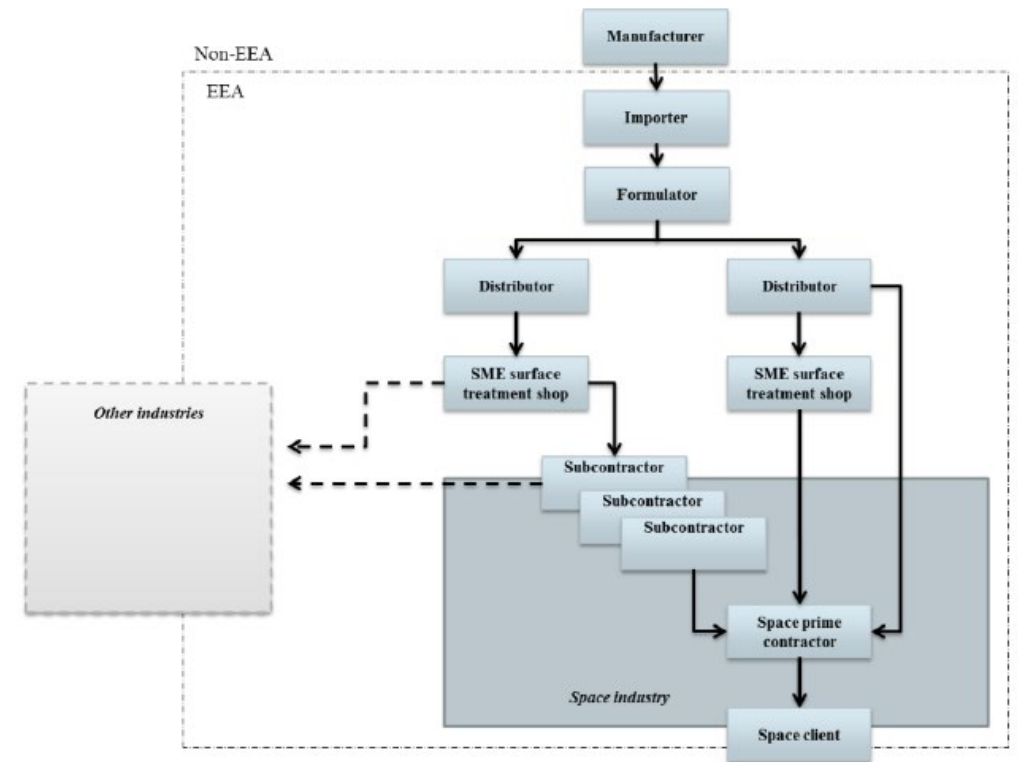 Manufacturer
Non-EEA
EEA
Importer
Formulator
Distributor
Distributor
SME surface
treatment shop
SME surface
treatment shop
Other industries
Subcontractor
Subcontractor
Subcontractor
Space prime
contractor
Space industry
Space client